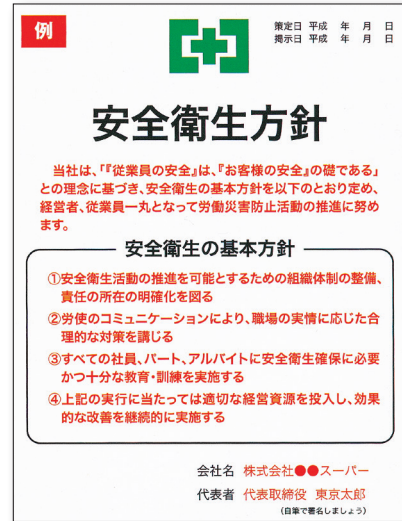 例
策定日 平成　年　月　日
掲示日 平成　年　月　日
安全衛生方針
当社は、「『従業員の安全』は、『お客様の安全』の礎である」
との理念に基づき、安全衛生の基本方針を以下のとおり定め、
経営者、従業員一丸となって労働災害防止活動の推進に努め
ます。
安全衛生の基本方針
①安全衛生活動の推進を可能とするための組織体制の整備、
責任の所在の明確化を図る
②労使のコミュニケーションにより、職場の実情に応じた合
理的な対策を講じる
③すべての社員、パート、アルバイトに安全衛生確保に必要
かつ十分な教育・訓練を実施する
④上記の実行に当たっては適切な経営資源を投入し、効果
的な改善を継続的に実施する
会社名 株式会社●●スーパー
代表者 代表取締役 東京太郎
（自筆で署名しましょう）